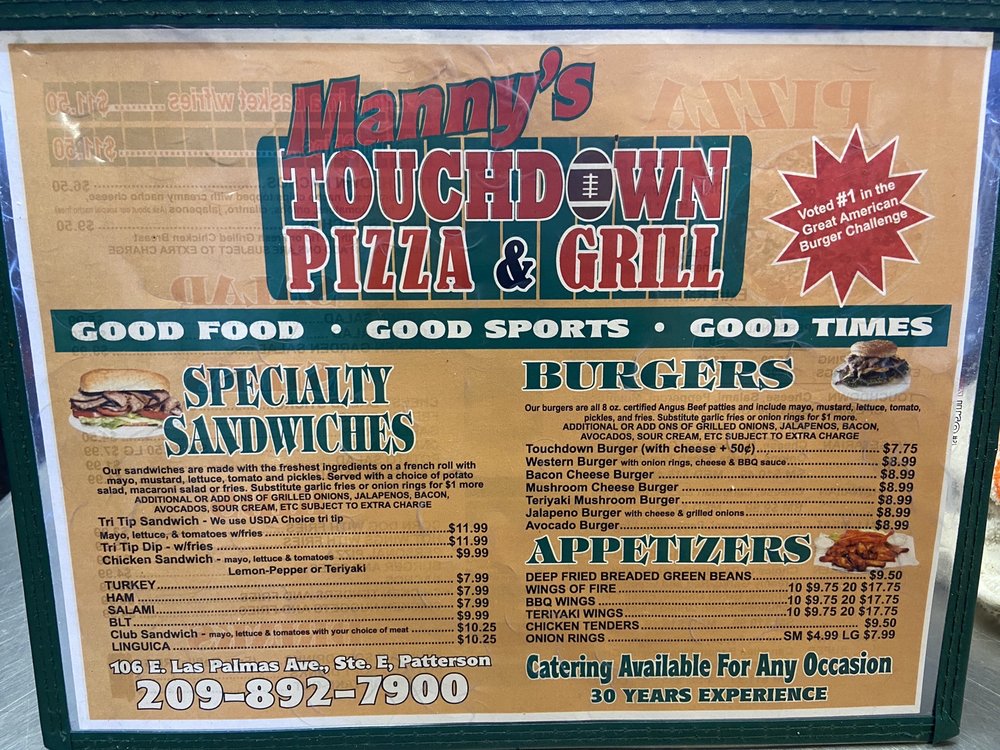 Manny's
TOUCHDOWN
PIZZA & GRILL
Voted #1 in the
Great American
Burger Challenge
GOOD FOOD • GOOD SPORTS • GOOD TIMES
SPECIALTY
SANDWICHES
Our sandwiches are made with the freshest ingredients on a french roll with
mayo, mustard, lettuce, tomato and pickles. Served with a choice of potato
salad, macaroni salad or fries. Substitute garlic fries or onion rings for $1 more
ADDITIONAL OR ADD ONS OF GRILLED ONIONS, JALAPENOS, BACON,
AVOCADOS, SOUR CREAM, ETC SUBJECT TO EXTRA CHARGE
Tri Tip Sandwich - We use USDA Choice tri tip
Mayo, lettuce, & tomatoes w/fries $11.99
Tri Tip Dip - w/fries $11.99
Chicken Sandwich - mayo, lettuce & tomatoes $9.99
Lemon-Pepper or Teriyaki
TURKEY $7.99
HAM $7.99
SALAMI $7.99
BLT $9.99
Club Sandwich - mayo, lettuce & tomatoes with your choice of meat $10.25
LINGUICA $10.25
106 E. Las Palmas Ave., Ste. E, Patterson
209-892-7900
BURGERS
Our burgers are all 8 oz. certified Angus Beef patties and include mayo, mustard, lettuce, tomato,
pickles, and fries. Substitute garlic fries or onion rings for $1 more.
ADDITIONAL OR ADD ONS OF GRILLED ONIONS, JALAPENOS, BACON,
AVOCADOS, SOUR CREAM, ETC SUBJECT TO EXTRA CHARGE
Touchdown Burger (with cheese + 50¢) $7.75
Western Burger with onion rings, cheese & BBQ sauce $8.99
Bacon Cheese Burger $8.99
Mushroom Cheese Burger $8.99
Teriyaki Mushroom Burger $8.99
Jalapeno Burger with cheese & grilled onions $8.99
Avocado Burger $8.99
APPETIZERS
DEEP FRIED BREADED GREEN BEANS $9.50
WINGS OF FIRE 10 $9.75 20 $17.75
BBQ WINGS 10 $9.75 20 $17.75
TERIYAKI WINGS 10 $9.75 20 $17.75
CHICKEN TENDERS $9.50
ONION RINGS SM $4.99 LG $7.99
Catering Available For Any Occasion
30 YEARS EXPERIENCE